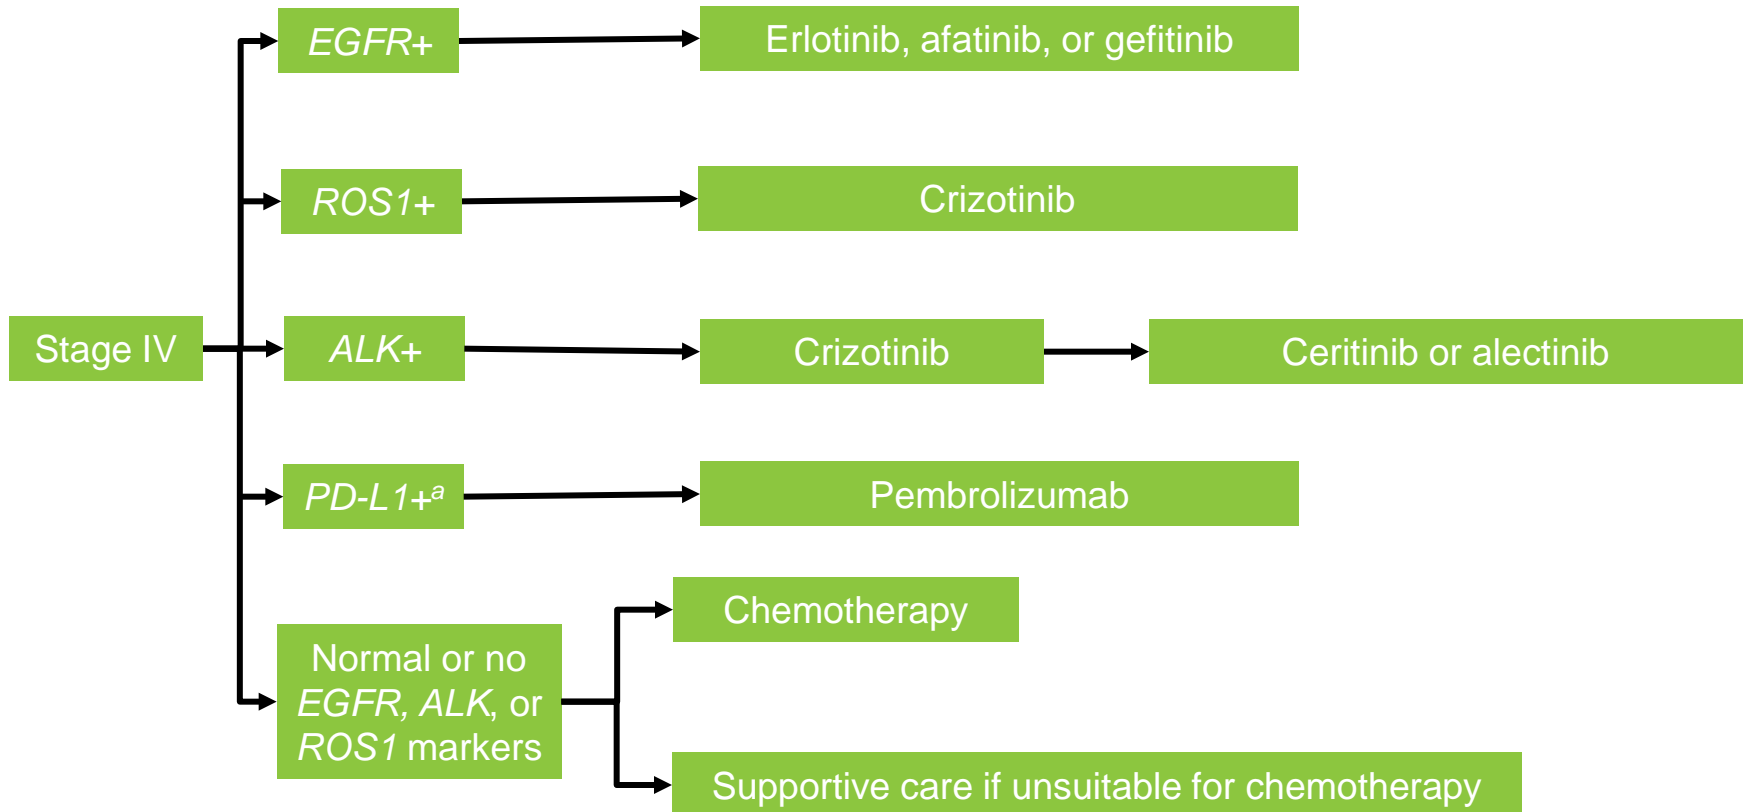 EGFR+
Erlotinib, afatinib, or gefitinib
ROS1+
Crizotinib
Stage IV
ALK+
Crizotinib
Ceritinib or alectinib
PD-L1+a
Pembrolizumab
Chemotherapy
Normal or no
EGFR, ALK, or
ROS1 markers
Supportive care if unsuitable for chemotherapy